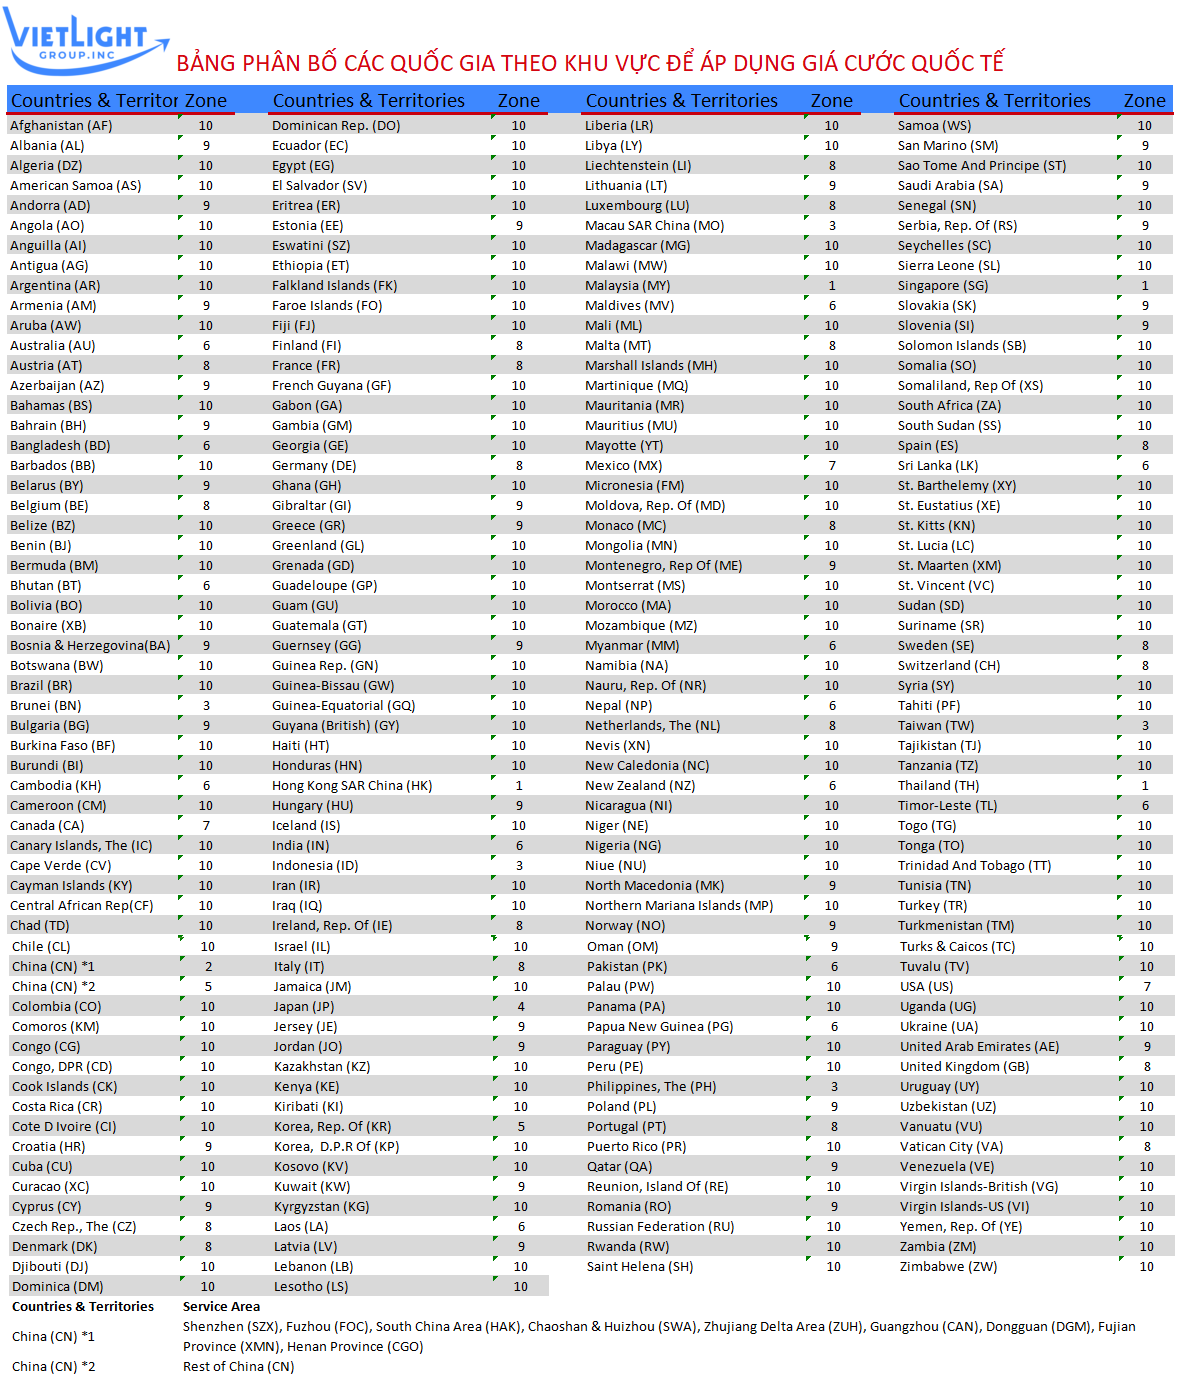 VIETLIGHT
GROUP.INC
BẢNG PHÂN BỐ CÁC QUỐC GIA THEO KHU VỰC ĐỂ ÁP DỤNG GIÁ CƯỚC QUỐC TẾ
Countries & Territor Zone Countries & Territories Zone Countries & Territories Zone Countries & Territories Zone
Afghanistan (AF) 10 Dominican Rep. (DO) 10 Liberia (LR) 10 Samoa (WS) 10
Albania (AL) 9 Ecuador (EC) 10 Libya (LY) 10 San Marino (SM) 9
Algeria (DZ) 10 Egypt (EG) 10 Liechtenstein (LI) 8 Sao Tome And Principe (ST) 10
American Samoa (AS) 10 El Salvador (SV) 10 Lithuania (LT) 9 Saudi Arabia (SA) 9
Andorra (AD) 9 Eritrea (ER) 10 Luxembourg (LU) 8 Senegal (SN) 10
Angola (AO) 10 Estonia (EE) 9 Macau SAR China (MO) 3 Serbia, Rep. Of (RS) 9
Anguilla (AI) 10 Eswatini (SZ) 10 Madagascar (MG) 10 Seychelles (SC) 10
Antigua (AG) 10 Ethiopia (ET) 10 Malawi (MW) 10 Sierra Leone (SL) 10
Argentina (AR) 10 Falkland Islands (FK) 10 Malaysia (MY) 1 Singapore (SG) 1
Armenia (AM) 9 Faroe Islands (FO) 10 Maldives (MV) 6 Slovakia (SK) 9
Aruba (AW) 10 Fiji (FJ) 10 Mali (ML) 10 Slovenia (SI) 9
Australia (AU) 6 Finland (FI) 8 Malta (MT) 8 Solomon Islands (SB) 10
Austria (AT) 8 France (FR) 8 Marshall Islands (MH) 10 Somalia (SO) 10
Azerbaijan (AZ) 9 French Guyana (GF) 10 Martinique (MQ) 10 Somaliland, Rep Of (XS) 10
Bahamas (BS) 10 Gabon (GA) 10 Mauritania (MR) 10 South Africa (ZA) 10
Bahrain (BH) 9 Gambia (GM) 10 Mauritius (MU) 10 South Sudan (SS) 10
Bangladesh (BD) 6 Georgia (GE) 10 Mayotte (YT) 10 Spain (ES) 8
Barbados (BB) 10 Germany (DE) 8 Mexico (MX) 7 Sri Lanka (LK) 6
Belarus (BY) 9 Ghana (GH) 10 Micronesia (FM) 10 St. Barthelemy (XY) 10
Belgium (BE) 8 Gibraltar (GI) 9 Moldova, Rep. Of (MD) 10 St. Eustatius (XE) 10
Belize (BZ) 10 Greece (GR) 9 Monaco (MC) 8 St. Kitts (KN) 10
Benin (BJ) 10 Greenland (GL) 10 Mongolia (MN) 10 St. Lucia (LC) 10
Bermuda (BM) 10 Grenada (GD) 10 Montenegro, Rep Of (ME) 9 St. Maarten (XM) 10
Bhutan (BT) 6 Guadeloupe (GP) 10 Montserrat (MS) 10 St. Vincent (VC) 10
Bolivia (BO) 10 Guam (GU) 10 Morocco (MA) 10 Sudan (SD) 10
Bonaire (XB) 10 Guatemala (GT) 10 Mozambique (MZ) 10 Suriname (SR) 10
Bosnia & Herzegovina(BA) 9 Guernsey (GG) 9 Myanmar (MM) 6 Sweden (SE) 8
Botswana (BW) 10 Guinea Rep. (GN) 10 Namibia (NA) 10 Switzerland (CH) 8
Brazil (BR) 10 Guinea-Bissau (GW) 10 Nauru, Rep. Of (NR) 10 Syria (SY) 10
Brunei (BN) 3 Guinea-Equatorial (GQ) 10 Nepal (NP) 6 Tahiti (PF) 10
Bulgaria (BG) 9 Guyana (British) (GY) 10 Netherlands, The (NL) 8 Taiwan (TW) 3
Burkina Faso (BF) 10 Haiti (HT) 10 Nevis (XN) 10 Tajikistan (TJ) 10
Burundi (BI) 10 Honduras (HN) 10 New Caledonia (NC) 10 Tanzania (TZ) 10
Cambodia (KH) 6 Hong Kong SAR China (HK) 1 New Zealand (NZ) 6 Thailand (TH) 1
Cameroon (CM) 10 Hungary (HU) 9 Nicaragua (NI) 10 Timor-Leste (TL) 6
Canada (CA) 7 Iceland (IS) 10 Niger (NE) 10 Togo (TG) 10
Canary Islands, The (IC) 10 India (IN) 6 Nigeria (NG) 10 Tonga (TO) 10
Cape Verde (CV) 10 Indonesia (ID) 3 Niue (NU) 10 Trinidad And Tobago (TT) 10
Cayman Islands (KY) 10 Iran (IR) 10 North Macedonia (MK) 9 Tunisia (TN) 10
Central African Rep(CF) 10 Iraq (IQ) 10 Northern Mariana Islands (MP) 10 Turkey (TR) 10
Chad (TD) 10 Ireland, Rep. Of (IE) 8 Norway (NO) 9 Turkmenistan (TM) 10
Chile (CL) 10 Israel (IL) 10 Oman (OM) 9 Turks & Caicos (TC) 10
China (CN) *1 2 Italy (IT) 8 Pakistan (PK) 6 Tuvalu (TV) 10
China (CN) *2 5 Jamaica (JM) 10 Palau (PW) 10 USA (US) 7
Colombia (CO) 10 Japan (JP) 4 Panama (PA) 10 Uganda (UG) 10
Comoros (KM) 10 Jersey (JE) 9 Papua New Guinea (PG) 6 Ukraine (UA) 10
Congo (CG) 10 Jordan (JO) 9 Paraguay (PY) 10 United Arab Emirates (AE) 9
Congo, DPR (CD) 10 Kazakhstan (KZ) 10 Peru (PE) 10 United Kingdom (GB) 8
Cook Islands (CK) 10 Kenya (KE) 10 Philippines, The (PH) 3 Uruguay (UY) 10
Costa Rica (CR) 10 Kiribati (KI) 10 Poland (PL) 9 Uzbekistan (UZ) 10
Cote D Ivoire (CI) 10 Korea, Rep. Of (KR) 5 Portugal (PT) 8 Vanuatu (VU) 10
Croatia (HR) 9 Korea, D.P.R Of (KP) 10 Puerto Rico (PR) 10 Vatican City (VA) 8
Cuba (CU) 10 Kosovo (KV) 10 Qatar (QA) 9 Venezuela (VE) 10
Curacao (XC) 10 Kuwait (KW) 9 Reunion, Island Of (RE) 10 Virgin Islands-British (VG) 10
Cyprus (CY) 9 Kyrgyzstan (KG) 10 Romania (RO) 9 Virgin Islands-US (VI) 10
Czech Rep., The (CZ) 8 Laos (LA) 6 Russian Federation (RU) 10 Yemen, Rep. Of (YE) 10
Denmark (DK) 8 Latvia (LV) 9 Rwanda (RW) 10 Zambia (ZM) 10
Djibouti (DJ) 10 Lebanon (LB) 10 Saint Helena (SH) 10 Zimbabwe (ZW) 10
Dominica (DM) 10 Lesotho (LS) 10
Countries & Territories Service Area
China (CN) *1 Shenzhen (SZX), Fuzhou (FOC), South China Area (HAK), Chaoshan & Huizhou (SWA), Zhujiang Delta Area (ZUH), Guangzhou (CAN), Dongguan (DGM), Fujian
Province (XMN), Henan Province (CGO)
China (CN) *2 Rest of China (CN)